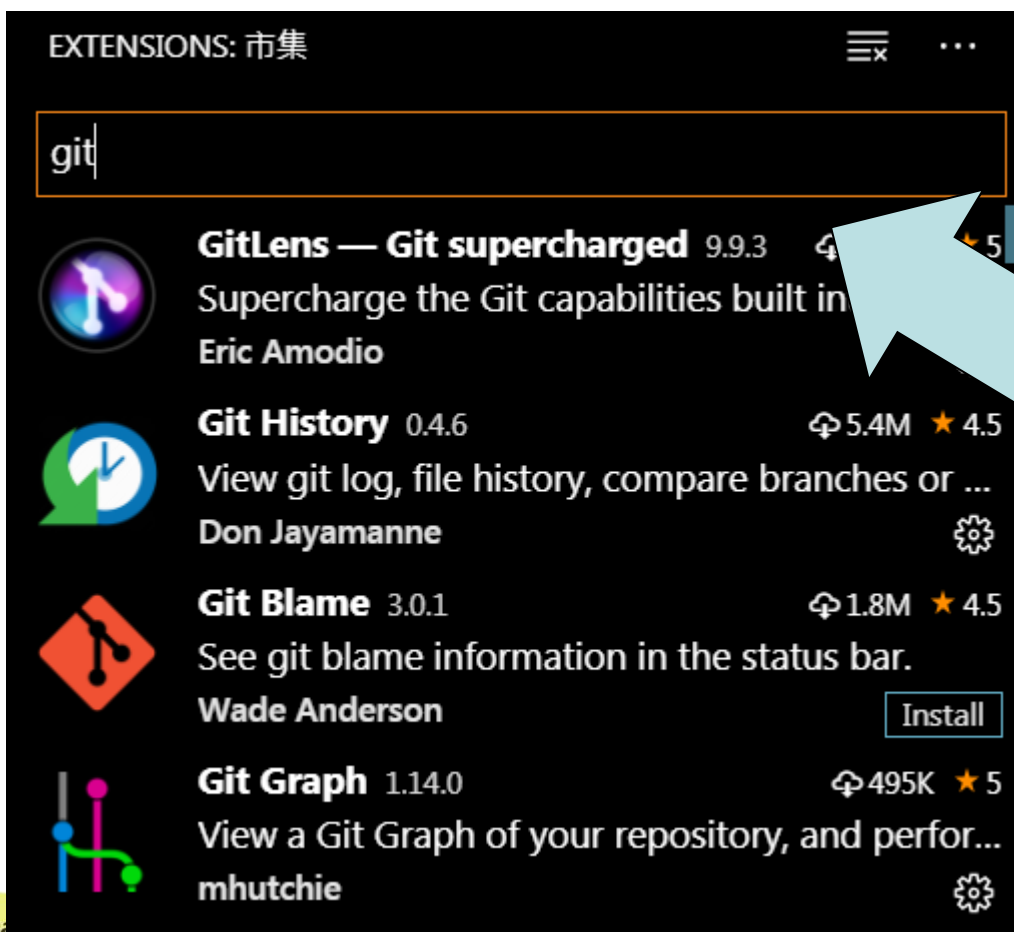 EXTENSIONS: 市集
git
GitLens — Git supercharged 9.9.3 5
Supercharge the Git capabilities built in
Eric Amodio
Git History 0.4.6 5.4M ★ 4.5
View git log, file history, compare branches or ...
Don Jayamanne
Git Blame 3.0.1 1.8M ★ 4.5
See git blame information in the status bar.
Wade Anderson
Install
Git Graph 1.14.0 495K ★ 5
View a Git Graph of your repository, and perfor...
mhutchie